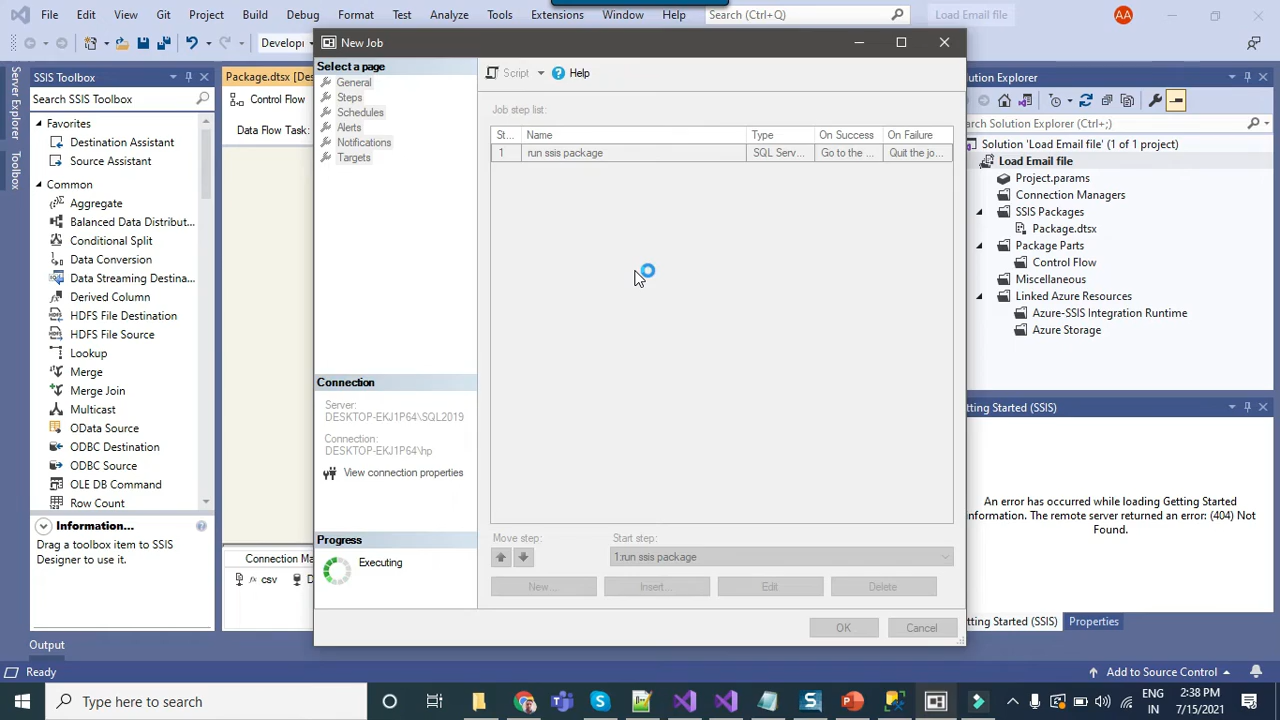 File
Edit
View
Git
Project
Build
Debug
Format
Test
Analyze
Tools
Extensions
Window
Help
Search (Ctrl+Q)
Load Email file
AA
Developi
SSIS Toolbox
Package.dtsx [Des
New Job
Solution Explorer
Server Explorer
Toolbox
Search SSIS Toolbox
Control Flow
Data Flow Task:
Favorites
Destination Assistant
Source Assistant
Common
Aggregate
Balanced Data Distribut...
Conditional Split
Data Conversion
Data Streaming Destina...
Derived Column
HDFS File Destination
HDFS File Source
Lookup
Merge
Merge Join
Multicast
OData Source
ODBC Destination
ODBC Source
OLE DB Command
Row Count
Information...
Drag a toolbox item to SSIS
Designer to use it.
Connection Ma
csv
D
Select a page
General
Steps
Schedules
Alerts
Notifications
Targets
Connection
Server:
DESKTOP-EKJ1P64\SQL2019
Connection:
DESKTOP-EKJ1P64\hp
View connection properties
Progress
Executing
Script
Help
Job step list:
St... Name Type On Success On Failure
1 run ssis package SQL Serv... Go to the ... Quit the jo...
Move step:
Start step:
1:run ssis package
New...
Insert...
Edit
Delete
OK
Cancel
Search Solution Explorer (Ctrl+;)
Solution 'Load Email file' (1 of 1 project)
Load Email file
Project.params
Connection Managers
SSIS Packages
Package.dtsx
Package Parts
Control Flow
Miscellaneous
Linked Azure Resources
Azure-SSIS Integration Runtime
Azure Storage
tting Started (SSIS)
An error has occurred while loading Getting Started
information. The remote server returned an error: (404) Not
Found.
tting Started (SSIS)
Properties
Output
Ready
Add to Source Control
Type here to search
ENG
IN
2:38 PM
7/15/2021